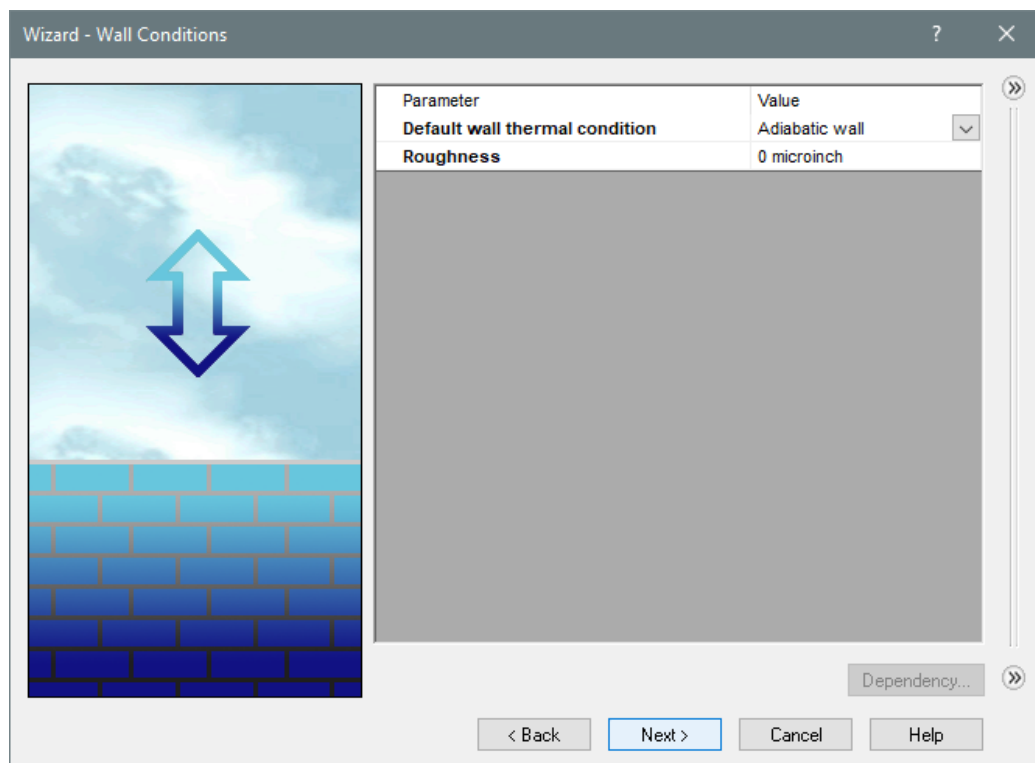 Wizard - Wall Conditions ?
Parameter Value
Default wall thermal condition Adiabatic wall
Roughness 0 microinch
Dependency...
< Back Next > Cancel Help